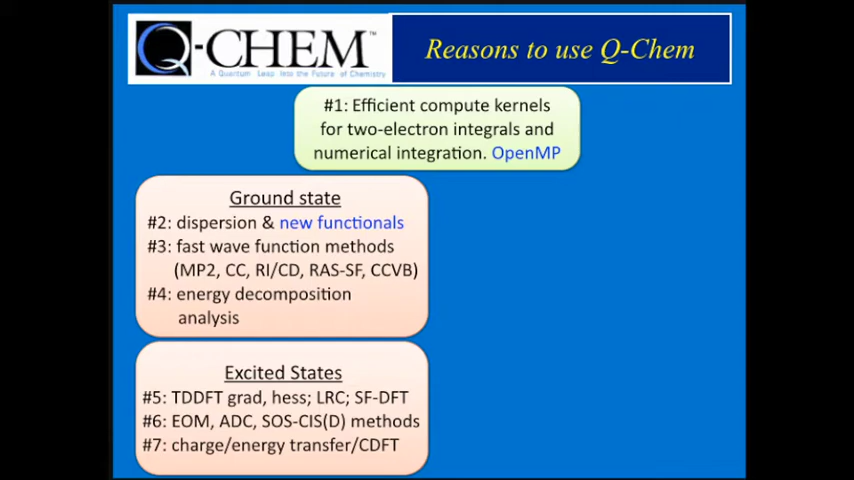 Q-CHEM™
A Quantum Leap Into the Future of Chemistry
Reasons to use Q-Chem
#1: Efficient compute kernels
for two-electron integrals and
numerical integration. OpenMP
Ground state
#2: dispersion & new functionals
#3: fast wave function methods
(MP2, CC, RI/CD, RAS-SF, CCVB)
#4: energy decomposition
analysis
Excited States
#5: TDDFT grad, hess; LRC; SF-DFT
#6: EOM, ADC, SOS-CIS(D) methods
#7: charge/energy transfer/CDFT